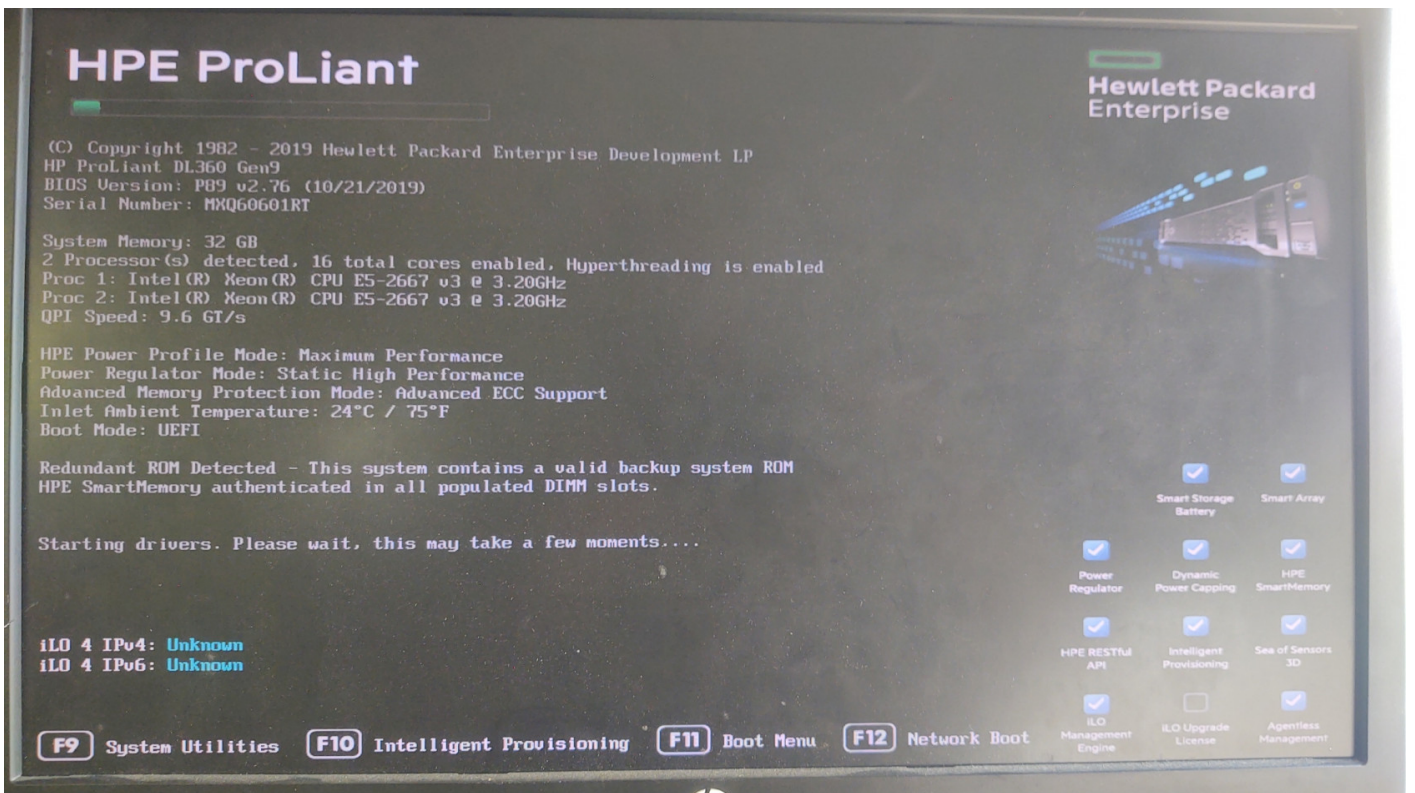 HPE ProLiant
Hewlett Packard
Enterprise
(C) Copyright 1982 - 2019 Hewlett Packard Enterprise Development LP
HP ProLiant DL360 Gen9
BIOS Version: P89 v2.76 (10/21/2019)
Serial Number: MXQ60601RT
System Memory: 32 GB
2 Processor(s) detected, 16 total cores enabled, Hyperthreading is enabled
Proc 1: Intel(R) Xeon(R) CPU E5-2667 v3 @ 3.20GHz
Proc 2: Intel(R) Xeon(R) CPU E5-2667 v3 @ 3.20GHz
QPI Speed: 9.6 GT/s
HPE Power Profile Mode: Maximum Performance
Power Regulator Mode: Static High Performance
Advanced Memory Protection Mode: Advanced ECC Support
Inlet Ambient Temperature: 24°C / 75°F
Boot Mode: UEFI
Redundant ROM Detected - This system contains a valid backup system ROM
HPE SmartMemory authenticated in all populated DIMM slots.
Starting drivers. Please wait, this may take a few moments....
iLO 4 IPv4: Unknown
iLO 4 IPv6: Unknown
Smart Storage
Battery
Smart Array
Power
Regulator
Dynamic
Power Capping
HPE
SmartMemory
HPE RESTful
API
Intelligent
Provisioning
Sea of Sensors
3D
iLO
Management
Engine
iLO Upgrade
License
Agentless
Management
F9 System Utilities
F10 Intelligent Provisioning
F11 Boot Menu
F12 Network Boot